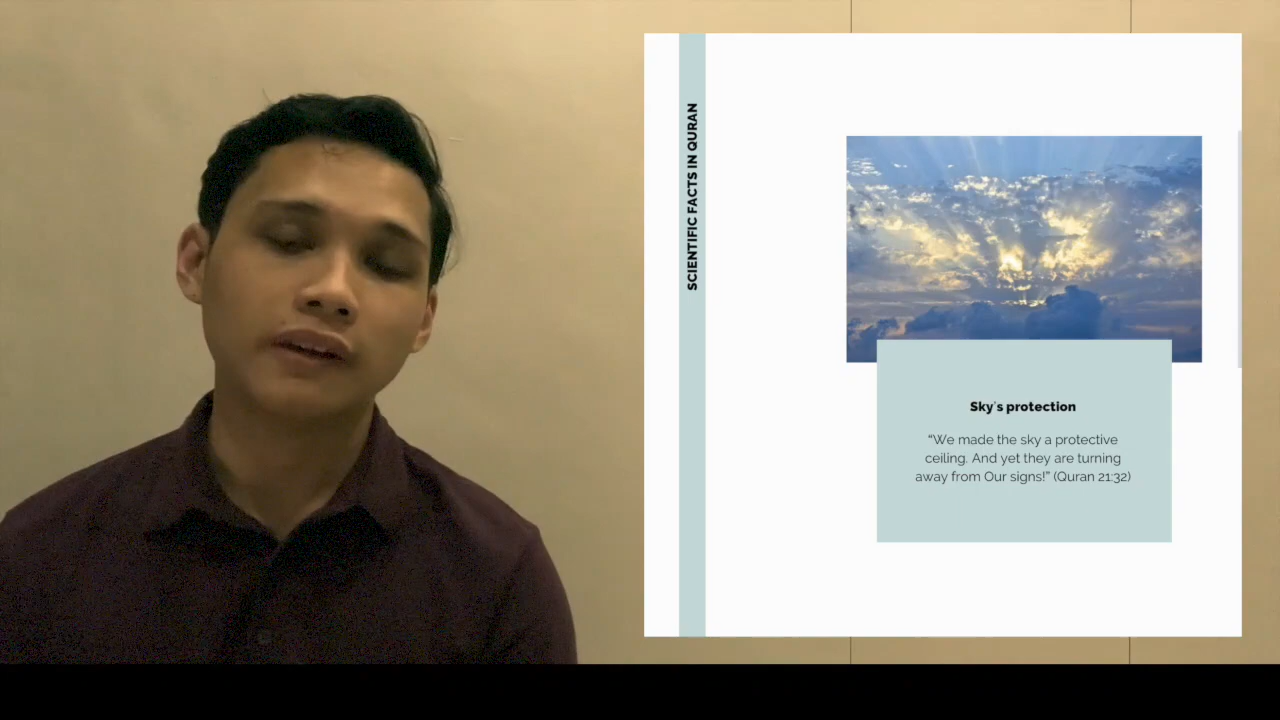 SCIENTIFIC FACTS IN QURAN
Sky's protection
“We made the sky a protective
ceiling. And yet they are turning
away from Our signs!” (Quran 21:32)